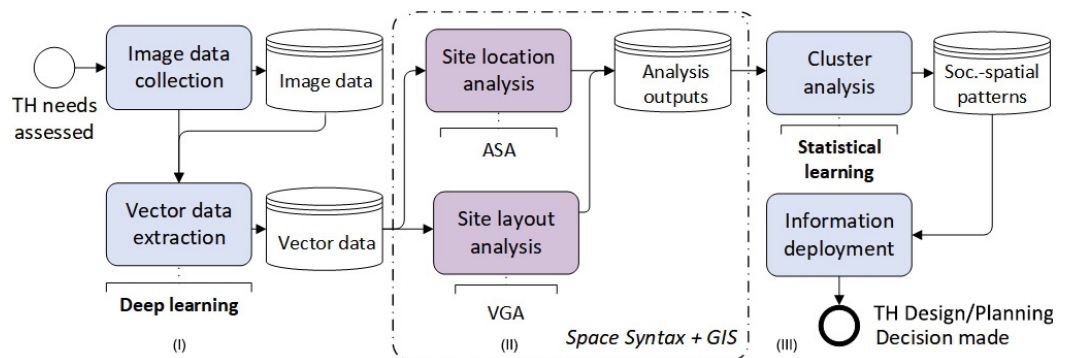 TH needs
assessed
Image data
collection
Image data
Vector data
extraction
Vector data
Deep learning
(I)
Site location
analysis
ASA
Site layout
analysis
VGA
Analysis
outputs
(II)
Space Syntax + GIS
Cluster
analysis
Statistical
learning
Soc.-spatial
patterns
Information
deployment
(III)
TH Design/Planning
Decision made